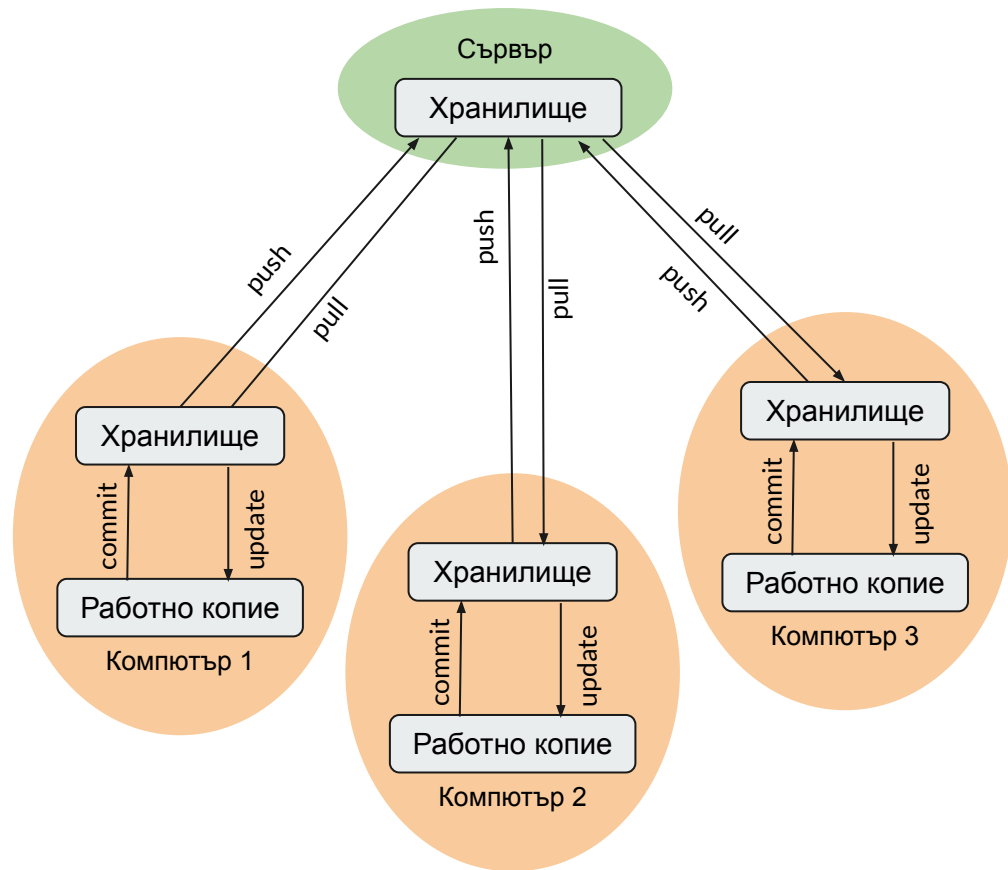 Сървър
Хранилище
push
pull
push
pull
pull
push
Хранилище
commit
update
Работно копие
Компютър 1
Хранилище
commit
update
Работно копие
Компютър 2
Хранилище
commit
update
Работно копие
Компютър 3